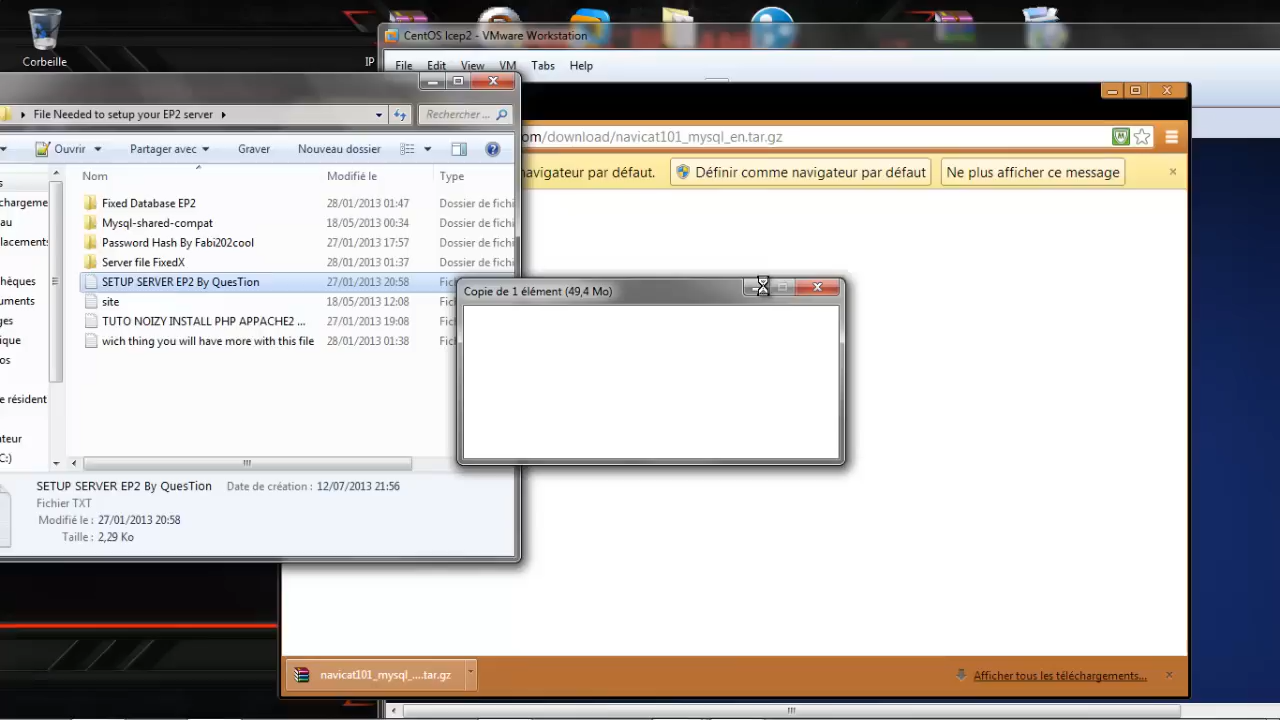 Corbeille
IP
CentOS lcep2 - VMware Workstation
File Edit View VM Tabs Help
File Needed to setup your EP2 server
Rechercher ...
om/download/navicat101_mysql_en.tar.gz
Ouvrir Partager avec Graver Nouveau dossier
navigateur par défaut. Définir comme navigateur par défaut Ne plus afficher ce message
Nom Modifié le Type
Fixed Database EP2 28/01/2013 01:47 Dossier de fichi
Mysql-shared-compat 18/05/2013 00:34 Dossier de fichi
Password Hash By Fabi202cool 27/01/2013 17:57 Dossier de fichi
Server file FixedX 28/01/2013 01:37 Dossier de fichi
SETUP SERVER EP2 By QuesTion 27/01/2013 20:58 Fic
site 18/05/2013 12:08 Fich
TUTO NOIZY INSTALL PHP APPACHE2 ... 27/01/2013 19:08 Fich
wich thing you will have more with this file 28/01/2013 01:38 Fich
chargeme
au
lacements
hèques
uments
ges
ique
os
e résident
ateur
C:)
Copie de 1 élément (49,4 Mo)
SETUP SERVER EP2 By QuesTion Date de création : 12/07/2013 21:56
Fichier TXT
Modifié le : 27/01/2013 20:58
Taille : 2,29 Ko
navicat101_mysql_....tar.gz
Afficher tous les téléchargements...